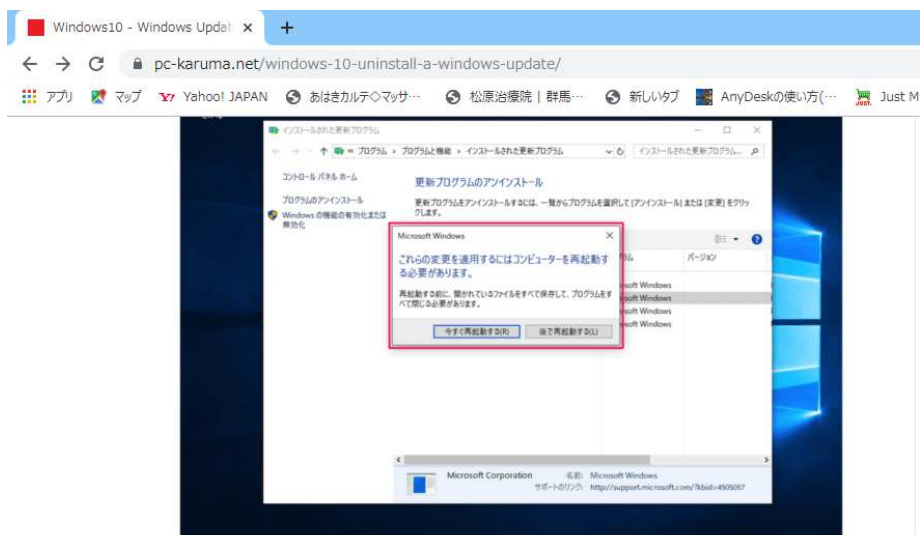 Windows10 - Windows Updat
pc-karuma.net/windows-10-uninstall-a-windows-update/
アプリ マップ Yahoo! JAPAN あはきカルテ◇マッサ… 松原治療院 | 群馬… 新しいタブ AnyDeskの使い方(… Just M
インストールされた更新プログラム
プログラム › プログラムと機能 › インストールされた更新プログラム
インストールされた更新プログラム...
コントロール パネル ホーム
プログラムのアンインストール
Windows の機能の有効化または
無効化
更新プログラムのアンインストール
更新プログラムをアンインストールするには、一覧からプログラムを選択して [アンインストール] または [変更] をクリッ
クします。
Microsoft Windows
これらの変更を適用するにはコンピューターを再起動す
る必要があります。
再起動する前に、開かれているファイルをすべて保存して、プログラムをす
べて閉じる必要があります。
今すぐ再起動する(R) 後で再起動する(L)
ラム バージョン
soft Windows
soft Windows
soft Windows
soft Windows
Microsoft Corporation 名前: Microsoft Windows
サポートのリンク: http://support.microsoft.com/?kbid=4505057